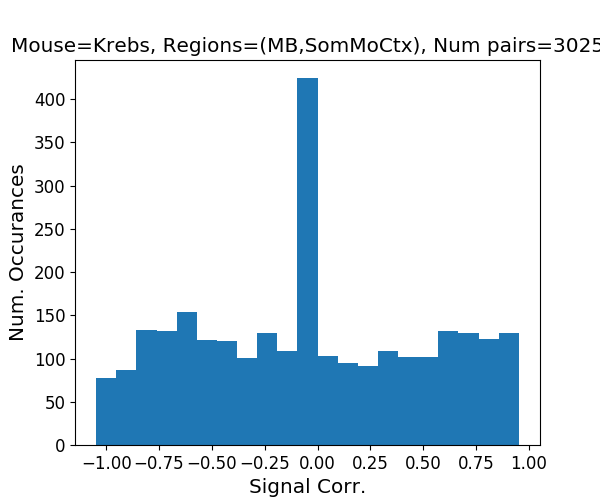 Mouse=Krebs, Regions=(MB,SomMoCtx), Num pairs=3025
400
350
300
250
200
150
100
50
0
Num. Occurances
−1.00 −0.75 −0.50 −0.25 0.00 0.25 0.50 0.75 1.00
Signal Corr.